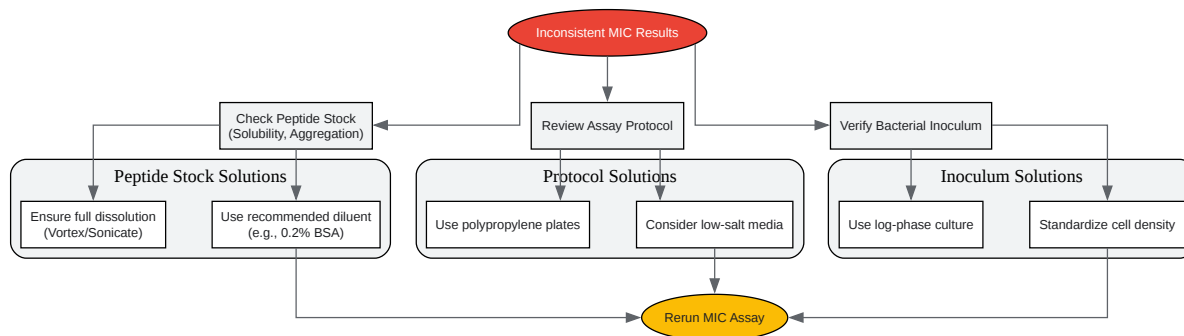 Inconsistent MIC Results
Check Peptide Stock
(Solubility, Aggregation)
Review Assay Protocol
Verify Bacterial Inoculum
Peptide Stock Solutions
Protocol Solutions
Inoculum Solutions
Ensure full dissolution
(Vortex/Sonicate)
Use recommended diluent
(e.g., 0.2% BSA)
Use polypropylene plates
Consider low-salt media
Use log-phase culture
Standardize cell density
Rerun MIC Assay